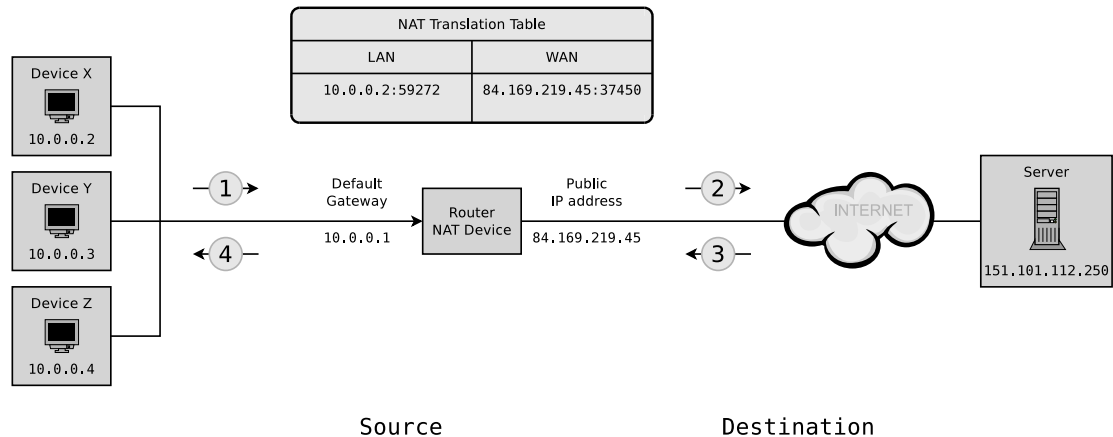 NAT Translation Table
LAN WAN
10.0.0.2:59272 84.169.219.45:37450
Device X
10.0.0.2
Device Y
10.0.0.3
Device Z
10.0.0.4
1
4
Default
Gateway
10.0.0.1
Router
NAT Device
Public
IP address
84.169.219.45
2
3
INTERNET
Server
151.101.112.250
Source Destination